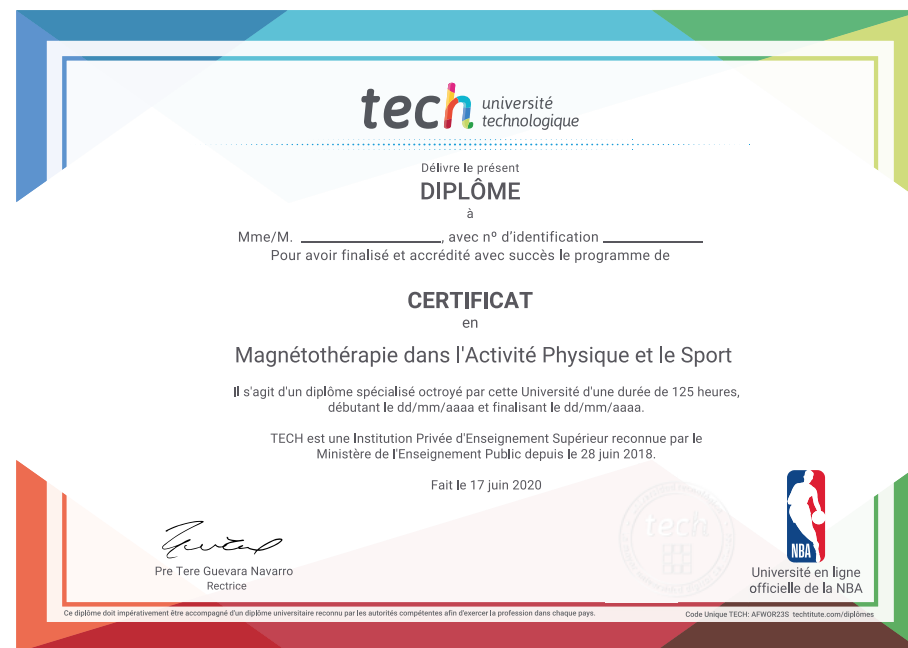 tech université
technologique
Délivre le présent
DIPLÔME
à
Mme/M. ____________________, avec nº d'identification ______________
Pour avoir finalisé et accrédité avec succès le programme de
CERTIFICAT
en
Magnétothérapie dans l'Activité Physique et le Sport
Il s'agit d'un diplôme spécialisé octroyé par cette Université d'une durée de 125 heures,
débutant le dd/mm/aaaa et finalisant le dd/mm/aaaa.
TECH est une Institution Privée d'Enseignement Supérieur reconnue par le
Ministère de l'Enseignement Public depuis le 28 juin 2018.
Fait le 17 juin 2020
tech
NBA
Pre Tere Guevara Navarro
Rectrice
Université en ligne
officielle de la NBA
Ce diplôme doit impérativement être accompagné d'un diplôme universitaire reconnu par les autorités compétentes afin d'exercer la profession dans chaque pays.
Code Unique TECH: AFWOR23S techtitute.com/diplômes